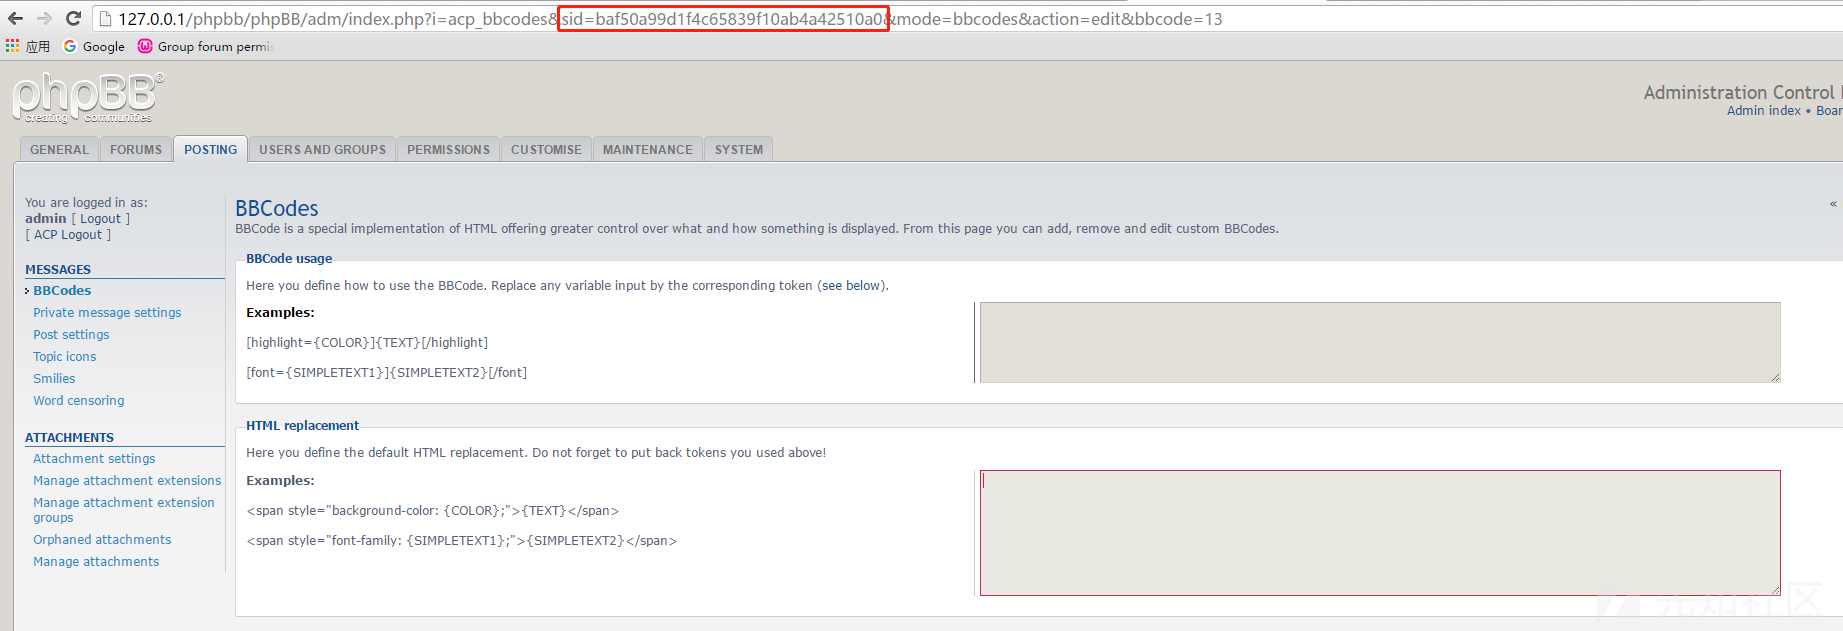 127.0.0.1/phpbb/phpBB/adm/index.php?i=acp_bbcodes&sid=baf50a99d1f4c65839f10ab4a42510a0&mode=bbcodes&action=edit&bbcode=13
应用 Google Group forum permis
phpBB®
creating communities
Administration Control
Admin index • Boar
GENERAL FORUMS POSTING USERS AND GROUPS PERMISSIONS CUSTOMISE MAINTENANCE SYSTEM
You are logged in as:
admin [ Logout ]
[ ACP Logout ]
MESSAGES
BBCodes
Private message settings
Post settings
Topic icons
Smilies
Word censoring
ATTACHMENTS
Attachment settings
Manage attachment extensions
Manage attachment extension
groups
Orphaned attachments
Manage attachments
«
BBCodes
BBCode is a special implementation of HTML offering greater control over what and how something is displayed. From this page you can add, remove and edit custom BBCodes.
BBCode usage
Here you define how to use the BBCode. Replace any variable input by the corresponding token (see below).
Examples:
[highlight={COLOR}]{TEXT}[/highlight]
[font={SIMPLETEXT1}]{SIMPLETEXT2}[/font]
HTML replacement
Here you define the default HTML replacement. Do not forget to put back tokens you used above!
Examples:
<span style="background-color: {COLOR};">{TEXT}</span>
<span style="font-family: {SIMPLETEXT1};">{SIMPLETEXT2}</span>
先知社区